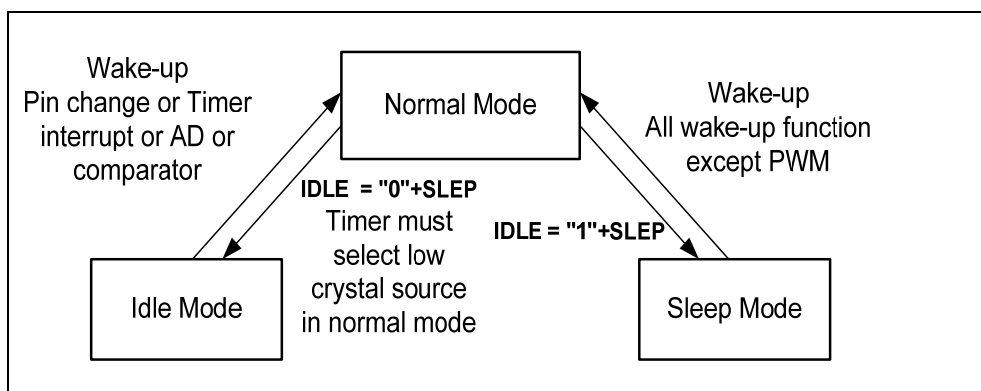 Wake-up
Pin change or Timer
interrupt or AD or
comparator
Normal Mode
Wake-up
All wake-up function
except PWM
IDLE = "0"+SLEP
Timer must
select low
crystal source
in normal mode
IDLE = "1"+SLEP
Idle Mode
Sleep Mode